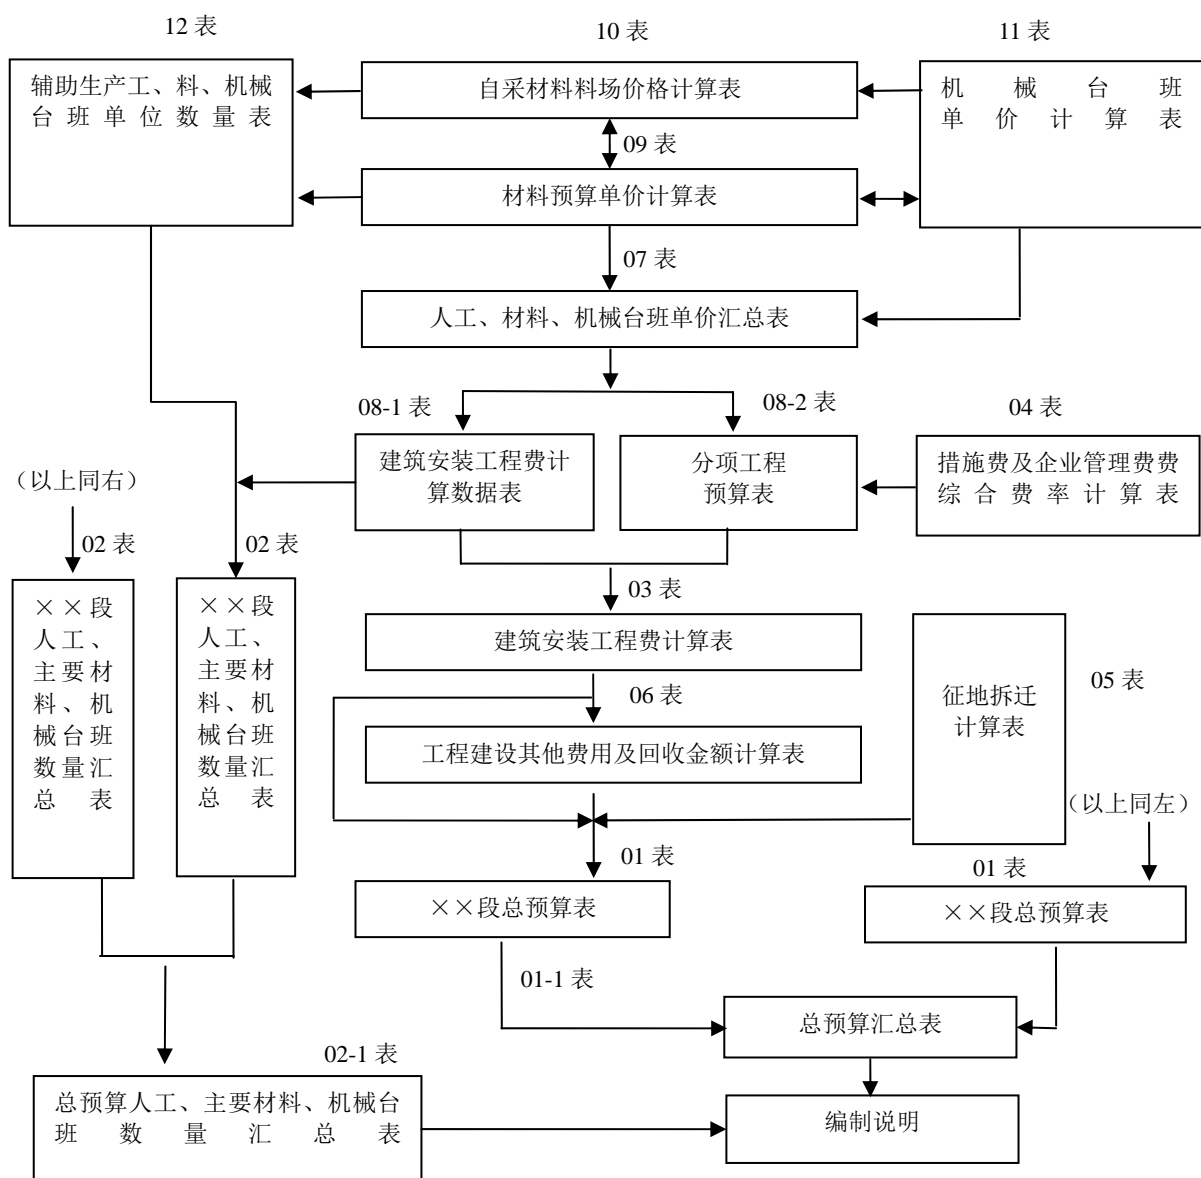 12 表
10 表
11 表
辅助生产工、料、机械
台班单位数量表
自采材料料场价格计算表
机械台班
单价计算表
09 表
材料预算单价计算表
07 表
人工、材料、机械台班单价汇总表
08-1 表
08-2 表
04 表
建筑安装工程费计
算数据表
分项工程
预算表
措施费及企业管理费费
综合费率计算表
（以上同右）
02 表
02 表
03 表
××段
人工、
主要材
料、机
械台班
数量汇
总表
××段
人工、
主要材
料、机
械台班
数量汇
总表
建筑安装工程费计算表
06 表
征地拆迁
计算表
05 表
工程建设其他费用及回收金额计算表
（以上同左）
01 表
01 表
××段总预算表
××段总预算表
01-1 表
总预算汇总表
02-1 表
总预算人工、主要材料、机械台
班数量汇总表
编制说明